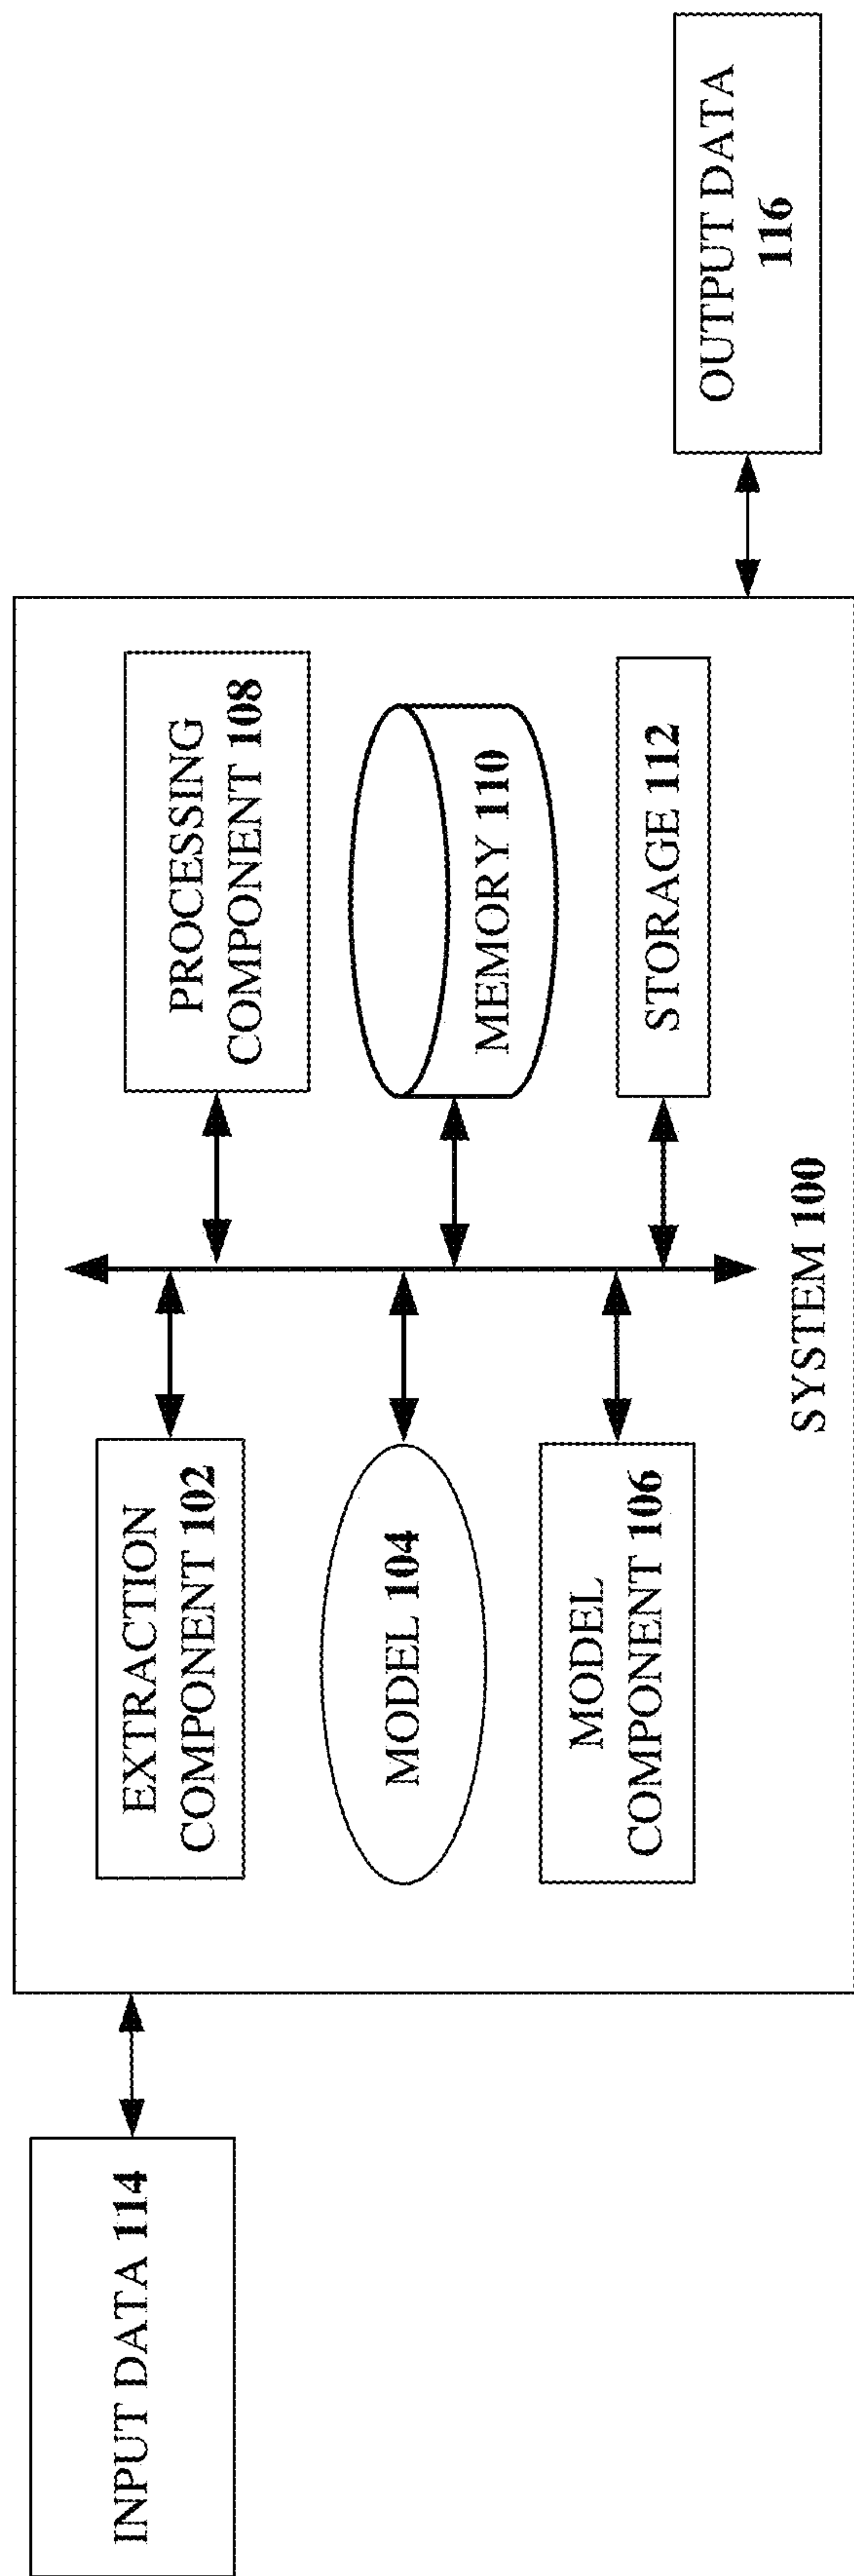 INPUT DATA 114
EXTRACTION
COMPONENT 102
MODEL 104
MODEL
COMPONENT 106
PROCESSING
COMPONENT 108
MEMORY 110
STORAGE 112
SYSTEM 100
OUTPUT DATA
116